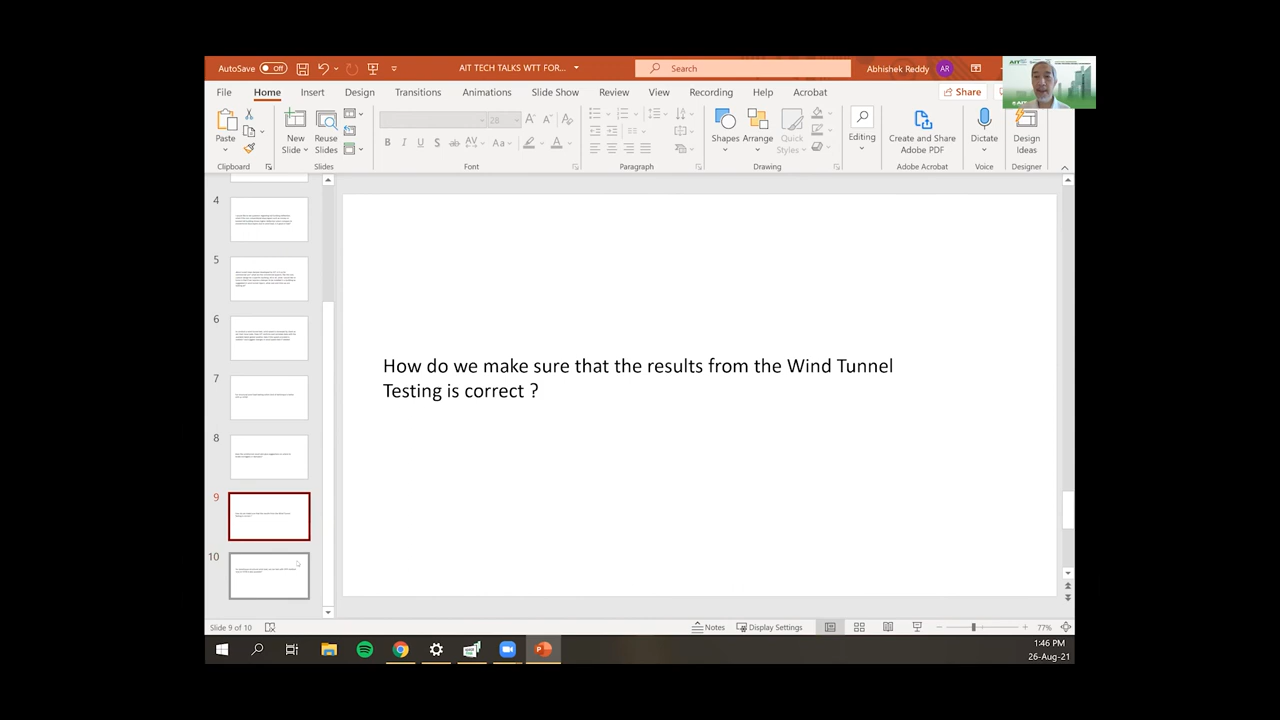 AutoSave Off
AIT TECH TALKS WTT FOR...
Search
Abhishek Reddy AR
File Home Insert Design Transitions Animations Slide Show Review View Recording Help Acrobat
Share
Paste
New Slide
Reuse Slides
28
Shapes
Arrange
Quick Styles
Editing
Create and Share Adobe PDF
Dictate
Design Ideas
Clipboard Slides Font Paragraph Drawing Adobe Acrobat Voice Designer
4
5
6
7
8
9
10
How do we make sure that the results from the Wind Tunnel
Testing is correct ?
Slide 9 of 10
Notes Display Settings 77%
1:46 PM
26-Aug-21